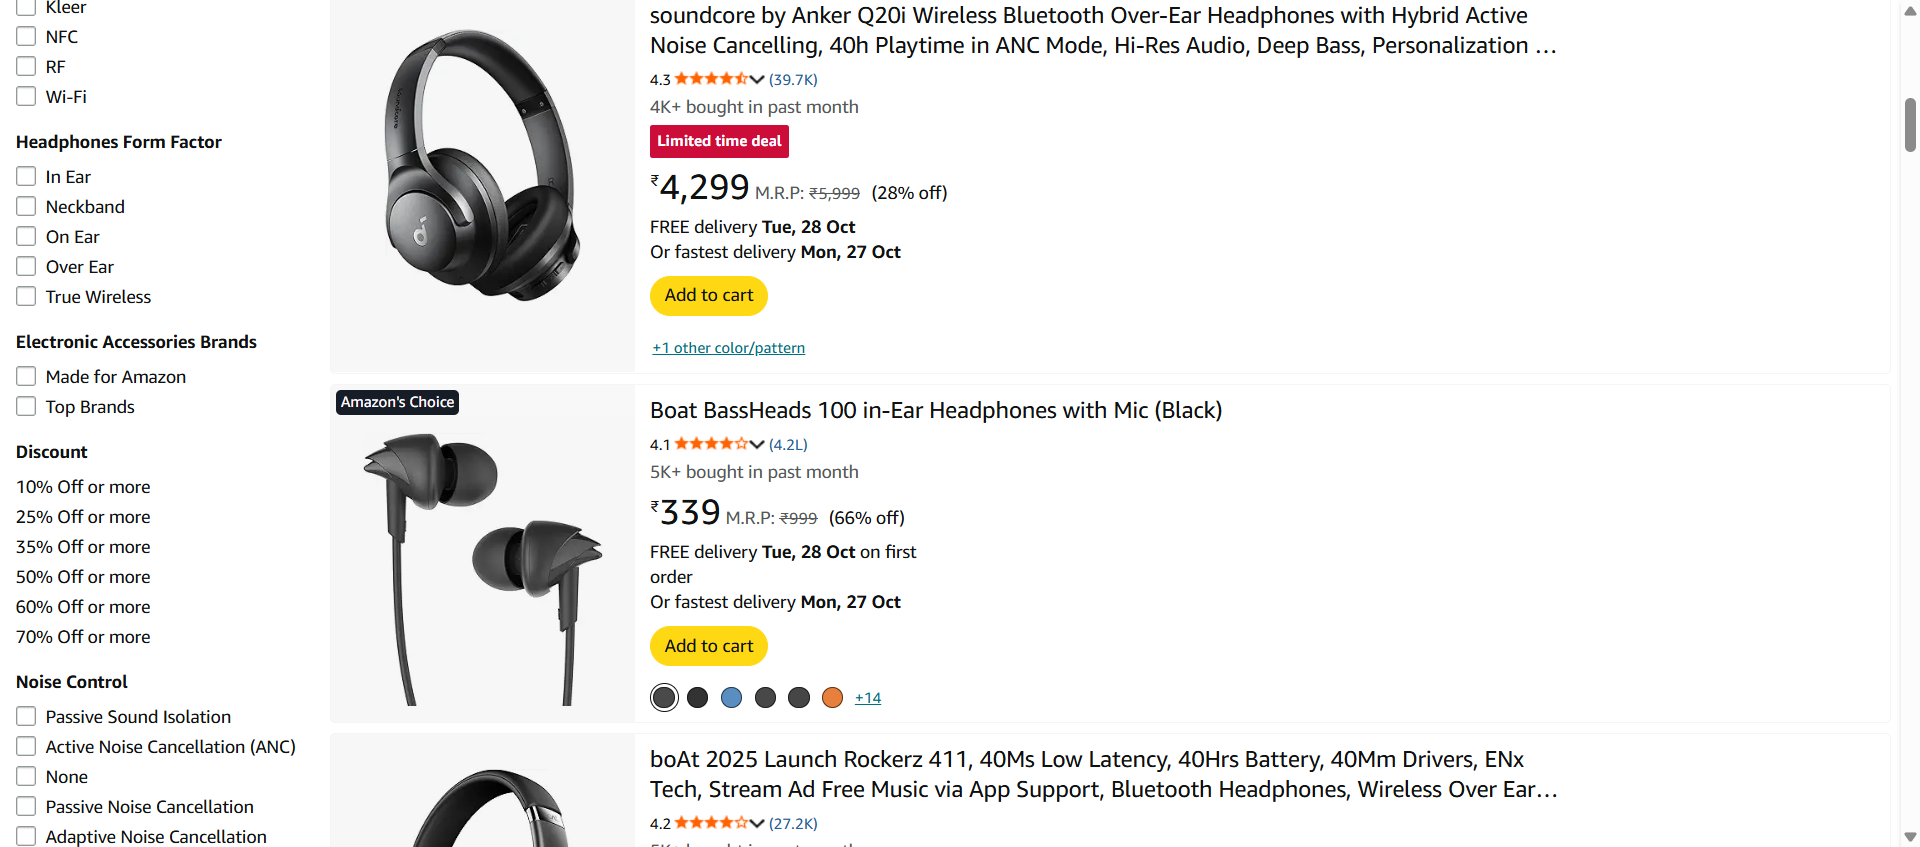 Kleer
NFC
RF
Wi-Fi
Headphones Form Factor
In Ear
Neckband
On Ear
Over Ear
True Wireless
Electronic Accessories Brands
Made for Amazon
Top Brands
Discount
10% Off or more
25% Off or more
35% Off or more
50% Off or more
60% Off or more
70% Off or more
Noise Control
Passive Sound Isolation
Active Noise Cancellation (ANC)
None
Passive Noise Cancellation
Adaptive Noise Cancellation
soundcore
soundcore by Anker Q20i Wireless Bluetooth Over-Ear Headphones with Hybrid Active
Noise Cancelling, 40h Playtime in ANC Mode, Hi-Res Audio, Deep Bass, Personalization …
4.3 (39.7K)
4K+ bought in past month
Limited time deal
₹4,299 M.R.P: ₹5,999 (28% off)
FREE delivery Tue, 28 Oct
Or fastest delivery Mon, 27 Oct
Add to cart
+1 other color/pattern
Amazon's Choice
Boat BassHeads 100 in-Ear Headphones with Mic (Black)
4.1 (4.2L)
5K+ bought in past month
₹339 M.R.P: ₹999 (66% off)
FREE delivery Tue, 28 Oct on first
order
Or fastest delivery Mon, 27 Oct
Add to cart
+14
boAt 2025 Launch Rockerz 411, 40Ms Low Latency, 40Hrs Battery, 40Mm Drivers, ENx
Tech, Stream Ad Free Music via App Support, Bluetooth Headphones, Wireless Over Ear…
4.2 (27.2K)